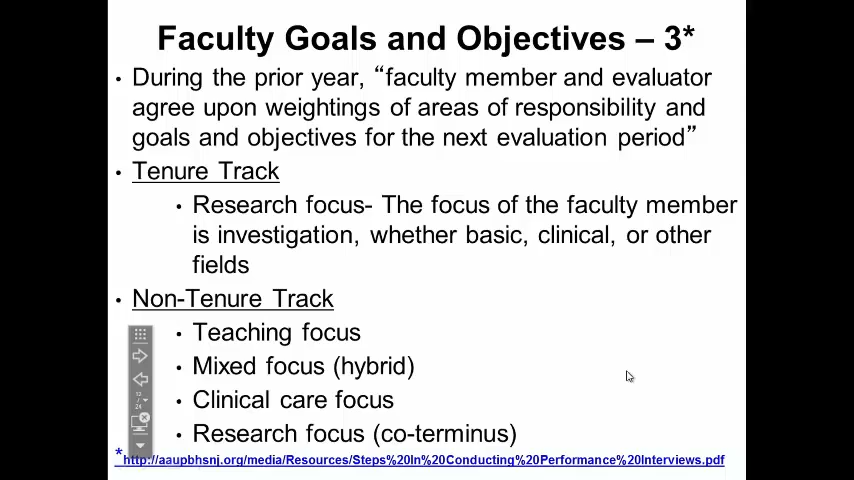 Faculty Goals and Objectives – 3*
• During the prior year, “faculty member and evaluator
agree upon weightings of areas of responsibility and
goals and objectives for the next evaluation period”
• Tenure Track
• Research focus- The focus of the faculty member
is investigation, whether basic, clinical, or other
fields
• Non-Tenure Track
• Teaching focus
• Mixed focus (hybrid)
• Clinical care focus
• Research focus (co-terminus)
* http://aaupbhsnj.org/media/Resources/Steps%20In%20Conducting%20Performance%20Interviews.pdf